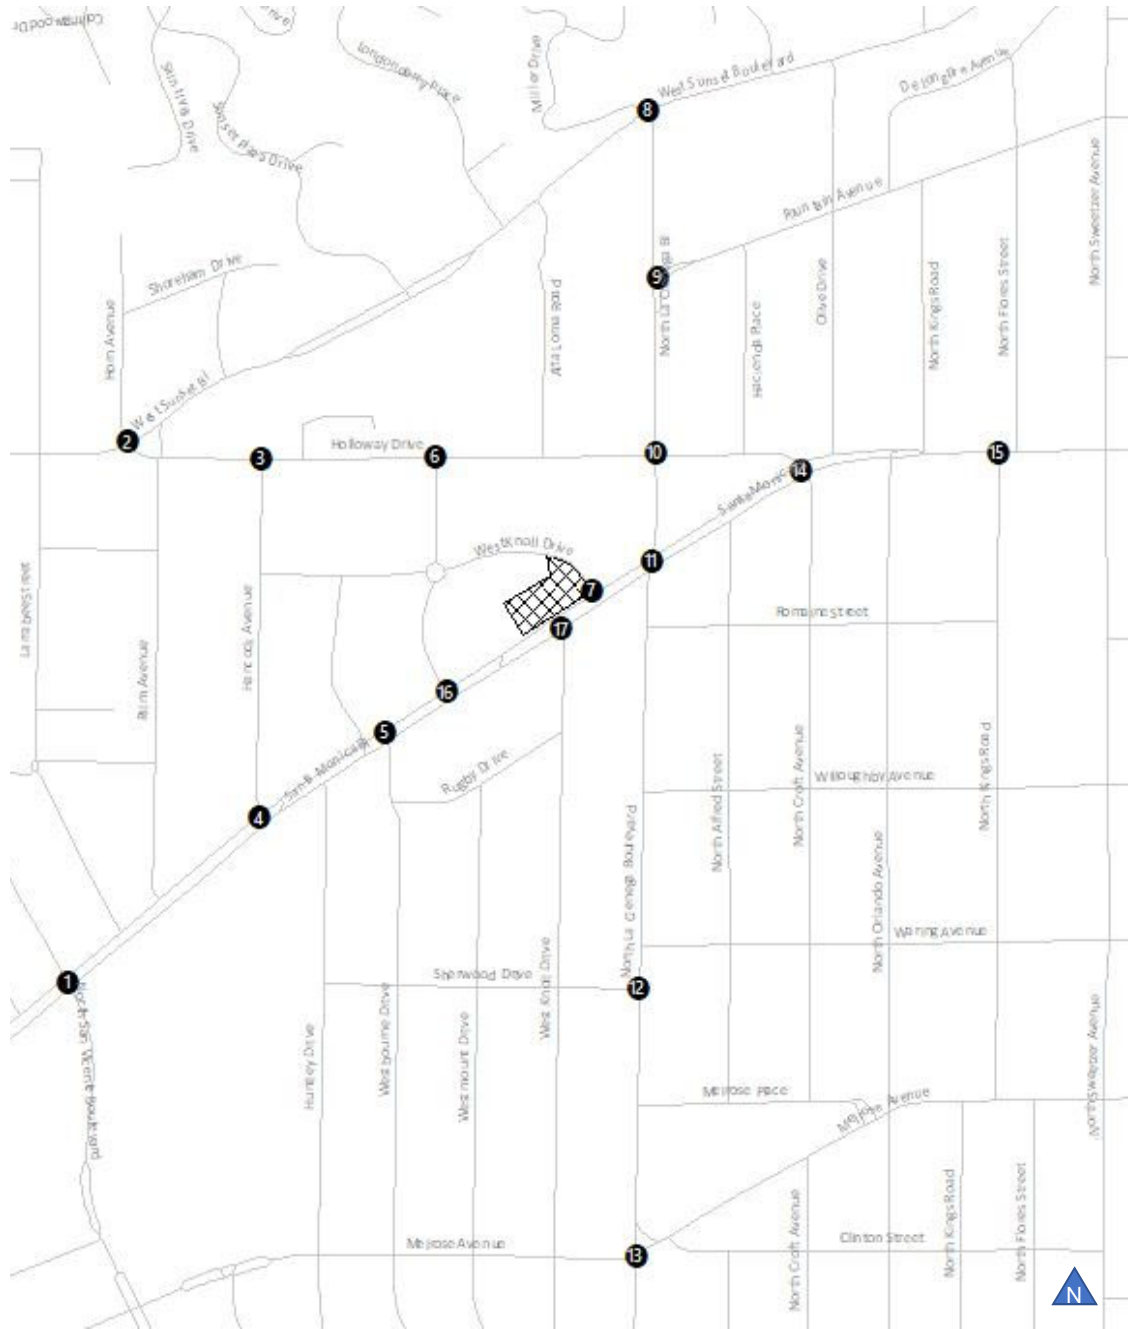 Miller Drive
Londonderry Place
West Sunset Boulevard
8
De Longpre Avenue
Sunset Plaza Drive
North Sweetzer Avenue
Fountain Avenue
Shoreham Drive
9
Horn Avenue
Alta Loma Road
Hacienda Place
Olive Drive
North Kings Road
North Flores Street
West Sunset Bl
2
3
Holloway Drive
6
10
14
15
West Knoll Drive
11
7
17
Larrabee Street
Palm Avenue
Hancock Avenue
Romaine Street
16
5
4
Rugby Drive
North Alfred Street
North Croft Avenue
Willoughby Avenue
North Kings Road
North La Cienega Boulevard
North Orlando Avenue
Waring Avenue
1
North San Vicente Boulevard
Sherwood Drive
12
Huntley Drive
Westbourne Drive
Westmount Drive
West Knoll Drive
North Sweetzer Avenue
Melrose Place
Melrose Avenue
Melrose Avenue
13
North Croft Avenue
Clinton Street
North Kings Road
North Flores Street
N